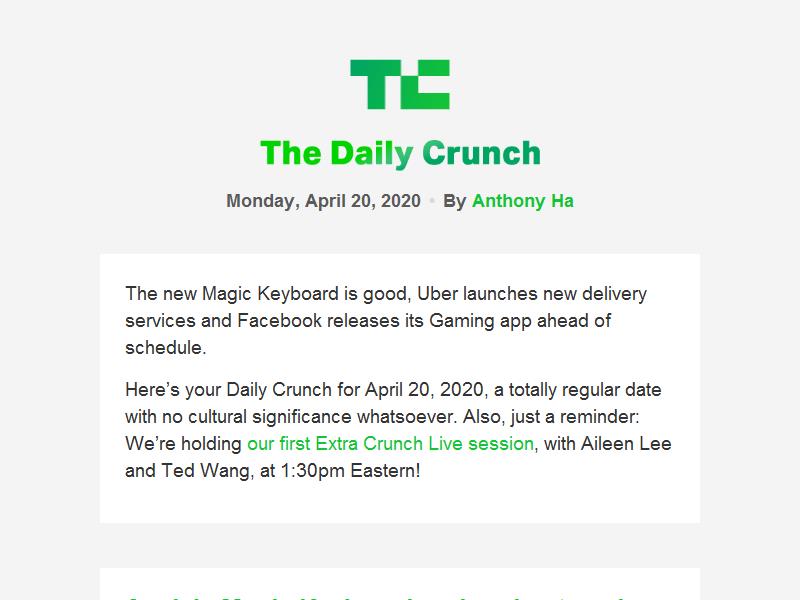 TC
The Daily Crunch
Monday, April 20, 2020 • By Anthony Ha
The new Magic Keyboard is good, Uber launches new delivery
services and Facebook releases its Gaming app ahead of
schedule.
Here’s your Daily Crunch for April 20, 2020, a totally regular date
with no cultural significance whatsoever. Also, just a reminder:
We’re holding our first Extra Crunch Live session, with Aileen Lee
and Ted Wang, at 1:30pm Eastern!